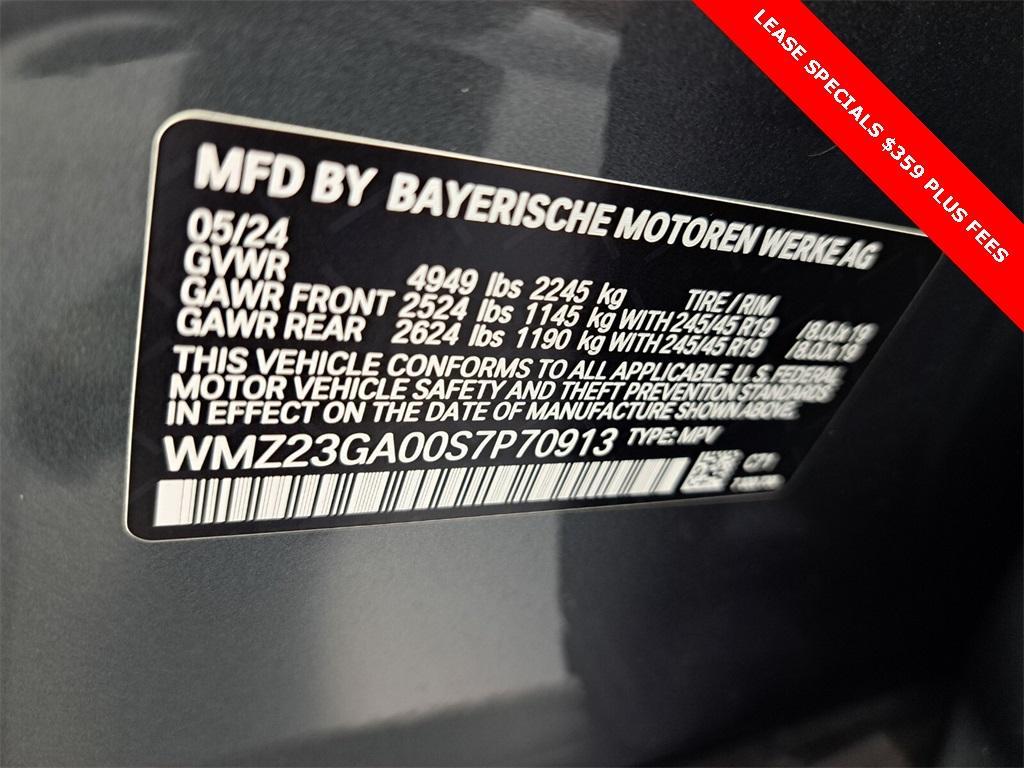 LEASE SPECIALS $359 PLUS FEES
MFD BY BAYERISCHE MOTOREN WERKE AG
05/24
GVWR 4949 lbs 2245 kg TIRE / RIM
GAWR FRONT 2524 lbs 1145 kg WITH 245/45 R19 /8.0Jx19
GAWR REAR 2624 lbs 1190 kg WITH 245/45 R19 /8.0Jx19
THIS VEHICLE CONFORMS TO ALL APPLICABLE U.S. FEDERAL
MOTOR VEHICLE SAFETY AND THEFT PREVENTION STANDARDS
IN EFFECT ON THE DATE OF MANUFACTURE SHOWN ABOVE.
WMZ23GA00S7P70913 TYPE: MPV